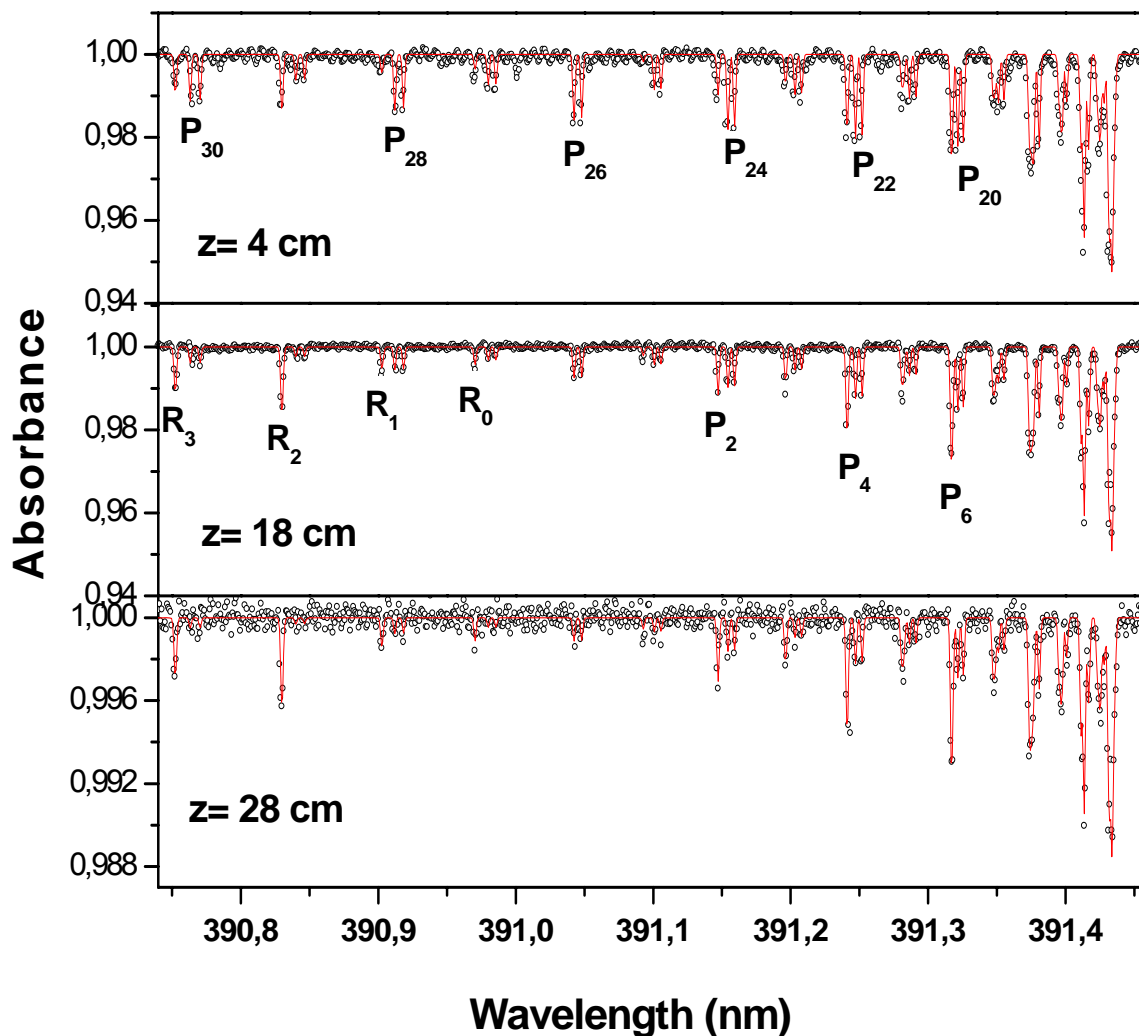 1,00
0,98
0,96
0,94
P30
P28
P26
P24
P22
P20
z= 4 cm
1,00
0,98
0,96
0,94
R3
R2
R1
R0
P2
P4
P6
z= 18 cm
1,000
0,996
0,992
0,988
z= 28 cm
390,8 390,9 391,0 391,1 391,2 391,3 391,4
Wavelength (nm)
Absorbance